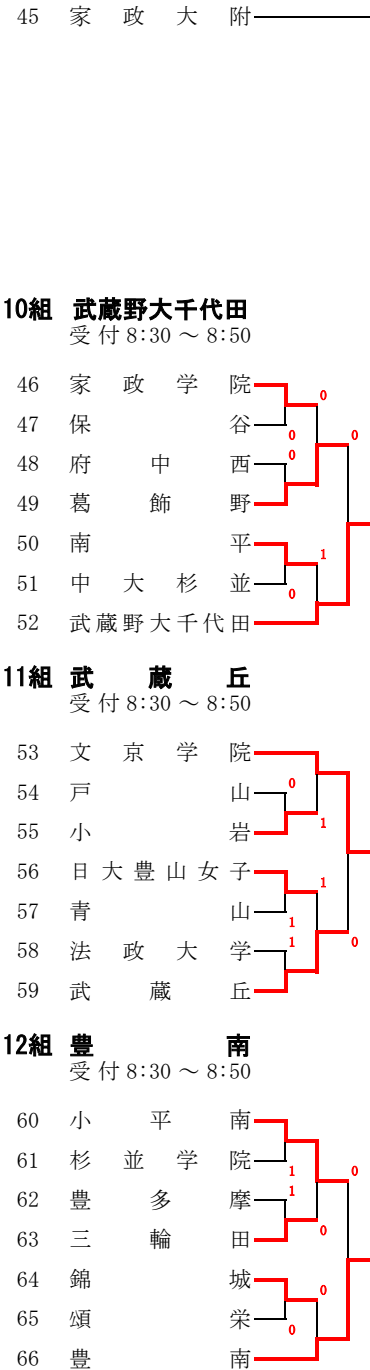 45 家政大附
10組 武蔵野大千代田
受付8:30～8:50
46 家政学院
0
47 保谷
0
0
48 府中西
0
49 葛飾野
50 南平
1
51 中大杉並
0
52 武蔵野大千代田
11組 武蔵丘
受付8:30～8:50
53 文京学院
54 戸山
0
55 小岩
1
56 日大豊山女子
1
57 青山
1
58 法政大学
1
0
59 武蔵丘
12組 豊南
受付8:30～8:50
60 小平南
61 杉並学院
1
0
62 豊多摩
1
63 三輪田
0
64 錦城
0
65 頌栄
0
66 豊南